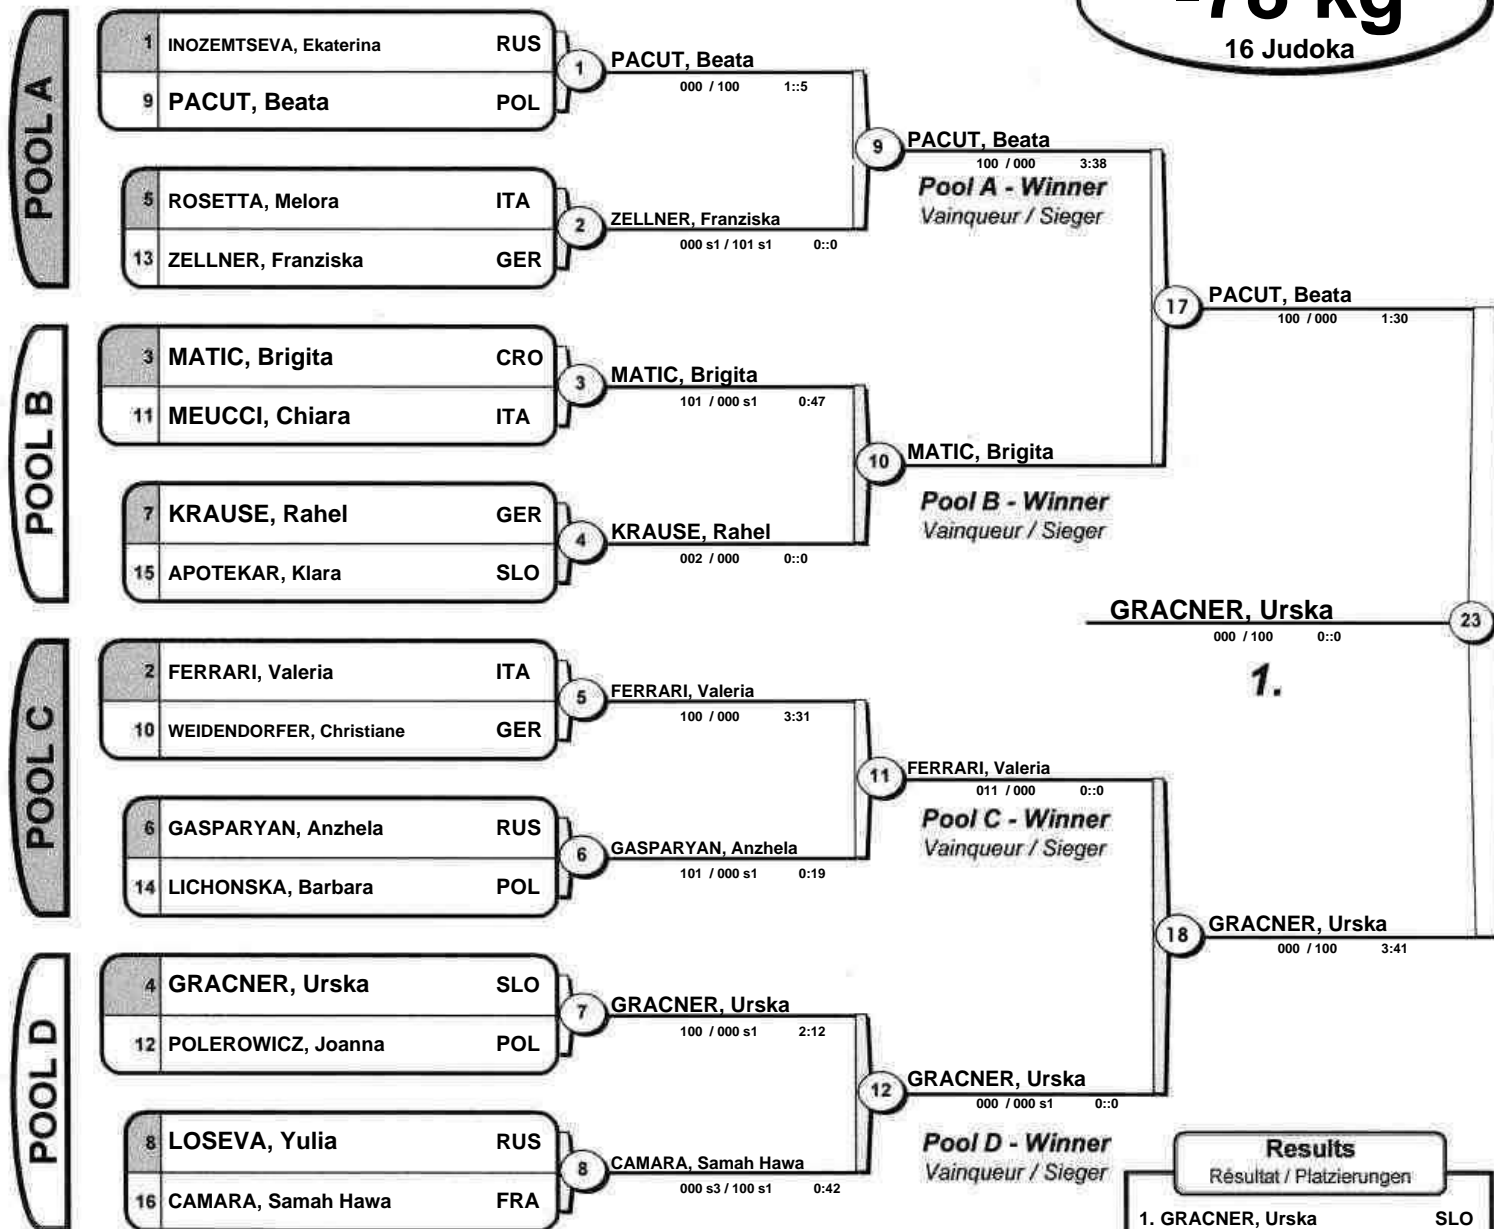 -78 kg
16 Judoka
POOL A
1 INOZEMTSEVA, Ekaterina RUS
9 PACUT, Beata POL
1
PACUT, Beata
000 / 100 1::5
5 ROSETTA, Melora ITA
13 ZELLNER, Franziska GER
2
ZELLNER, Franziska
000 s1 / 101 s1 0::0
9
PACUT, Beata
100 / 000 3:38
Pool A - Winner
Vainqueur / Sieger
POOL B
3 MATIC, Brigita CRO
11 MEUCCI, Chiara ITA
3
MATIC, Brigita
101 / 000 s1 0:47
7 KRAUSE, Rahel GER
15 APOTEKAR, Klara SLO
4
KRAUSE, Rahel
002 / 000 0::0
10
MATIC, Brigita
Pool B - Winner
Vainqueur / Sieger
17
PACUT, Beata
100 / 000 1:30
GRACNER, Urska
000 / 100 0::0
23
1.
POOL C
2 FERRARI, Valeria ITA
10 WEIDENDORFER, Christiane GER
5
FERRARI, Valeria
100 / 000 3:31
6 GASPARYAN, Anzhela RUS
14 LICHONSKA, Barbara POL
6
GASPARYAN, Anzhela
101 / 000 s1 0:19
11
FERRARI, Valeria
011 / 000 0::0
Pool C - Winner
Vainqueur / Sieger
POOL D
4 GRACNER, Urska SLO
12 POLEROWICZ, Joanna POL
7
GRACNER, Urska
100 / 000 s1 2:12
8 LOSEVA, Yulia RUS
16 CAMARA, Samah Hawa FRA
8
CAMARA, Samah Hawa
000 s3 / 100 s1 0:42
12
GRACNER, Urska
000 / 000 s1 0::0
Pool D - Winner
Vainqueur / Sieger
18
GRACNER, Urska
000 / 100 3:41
Results
Résultat / Platzierungen
1. GRACNER, Urska SLO